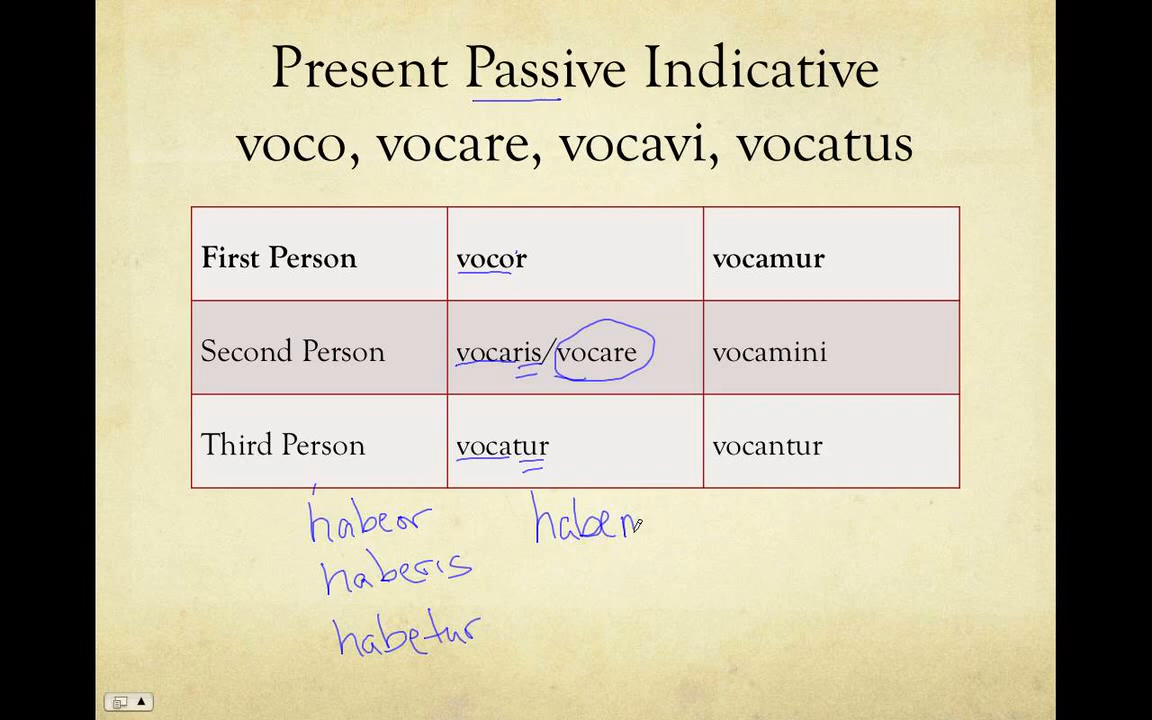 Present Passive Indicative
voco, vocare, vocavi, vocatus
First Person vocor vocamur
Second Person vocaris/vocare vocamini
Third Person vocatur vocantur
habeor
haberis
habetur